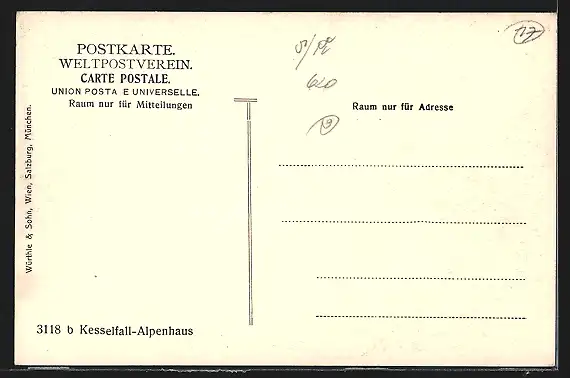 POSTKARTE.
WELTPOSTVEREIN.
CARTE POSTALE.
UNION POSTA E UNIVERSELLE.
Raum nur für Mitteilungen
Raum nur für Adresse
Würthle & Sohn, Wien, Salzburg, München.
3118 b Kesselfall-Alpenhaus